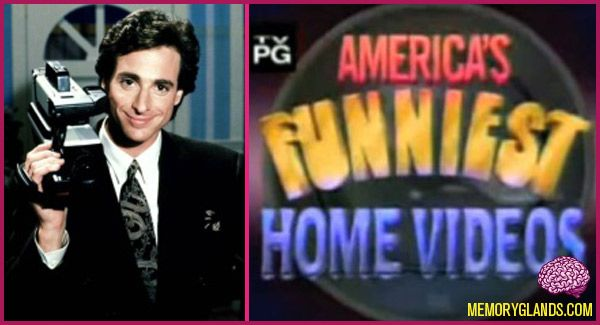 TV
PG
AMERICA'S
FUNNIEST
HOME VIDEOS
MEMORYGLANDS.COM